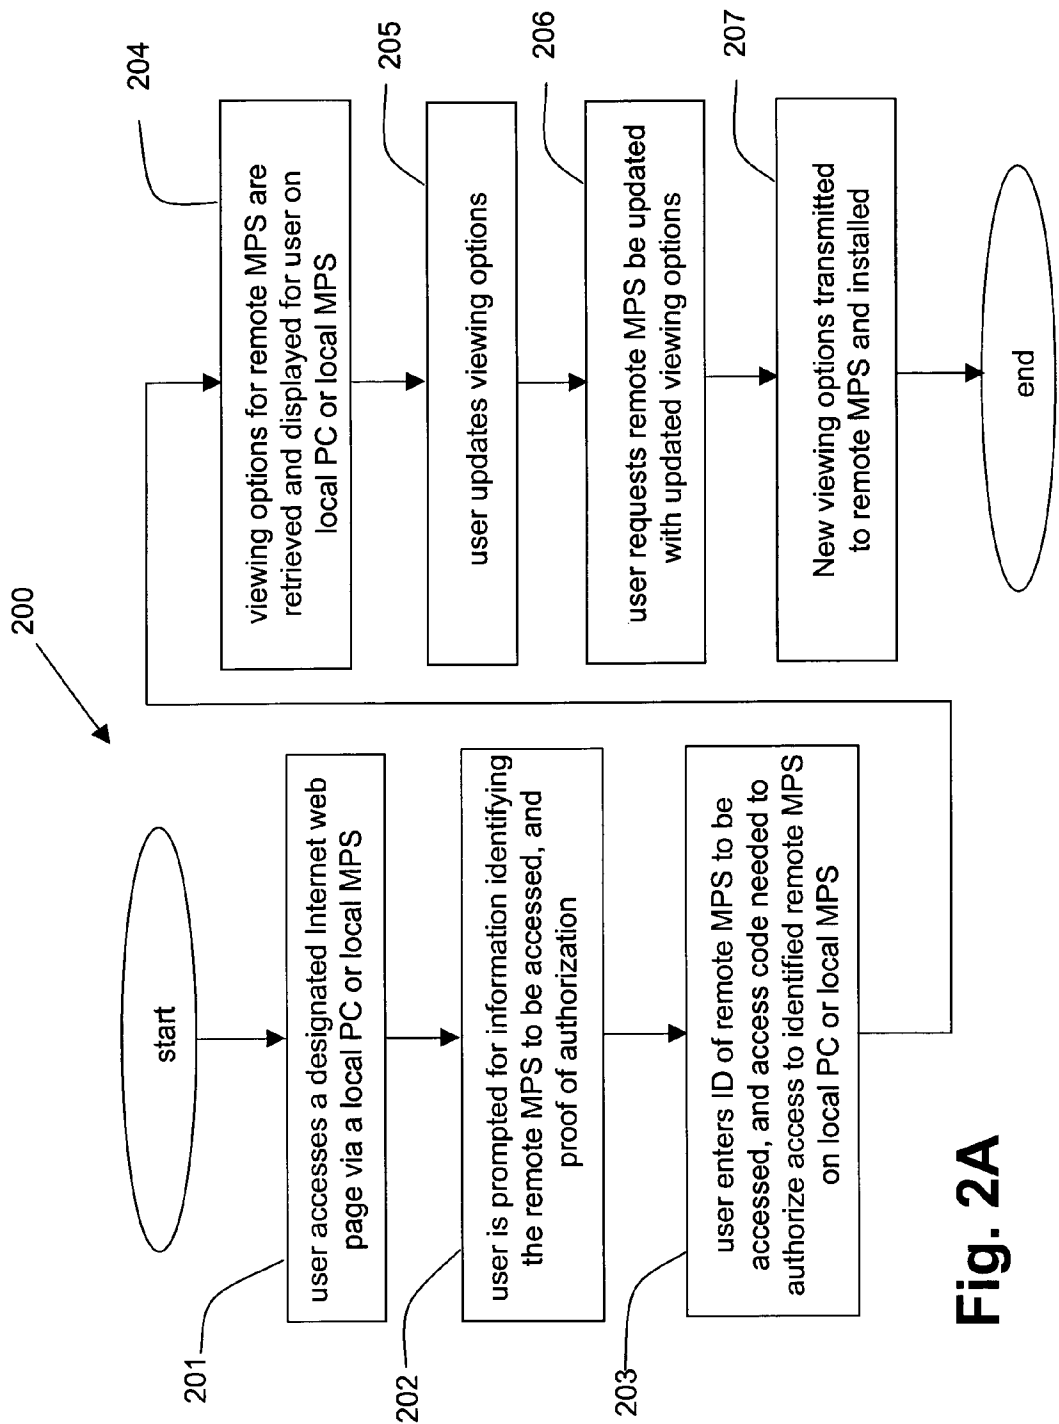 200
start
201
user accesses a designated Internet web
page via a local PC or local MPS
202
user is prompted for information identifying
the remote MPS to be accessed, and
proof of authorization
203
user enters ID of remote MPS to be
accessed, and access code needed to
authorize access to identified remote MPS
on local PC or local MPS
204
viewing options for remote MPS are
retrieved and displayed for user on
local PC or local MPS
205
user updates viewing options
206
user requests remote MPS be updated
with updated viewing options
207
New viewing options transmitted
to remote MPS and installed
end
Fig. 2A